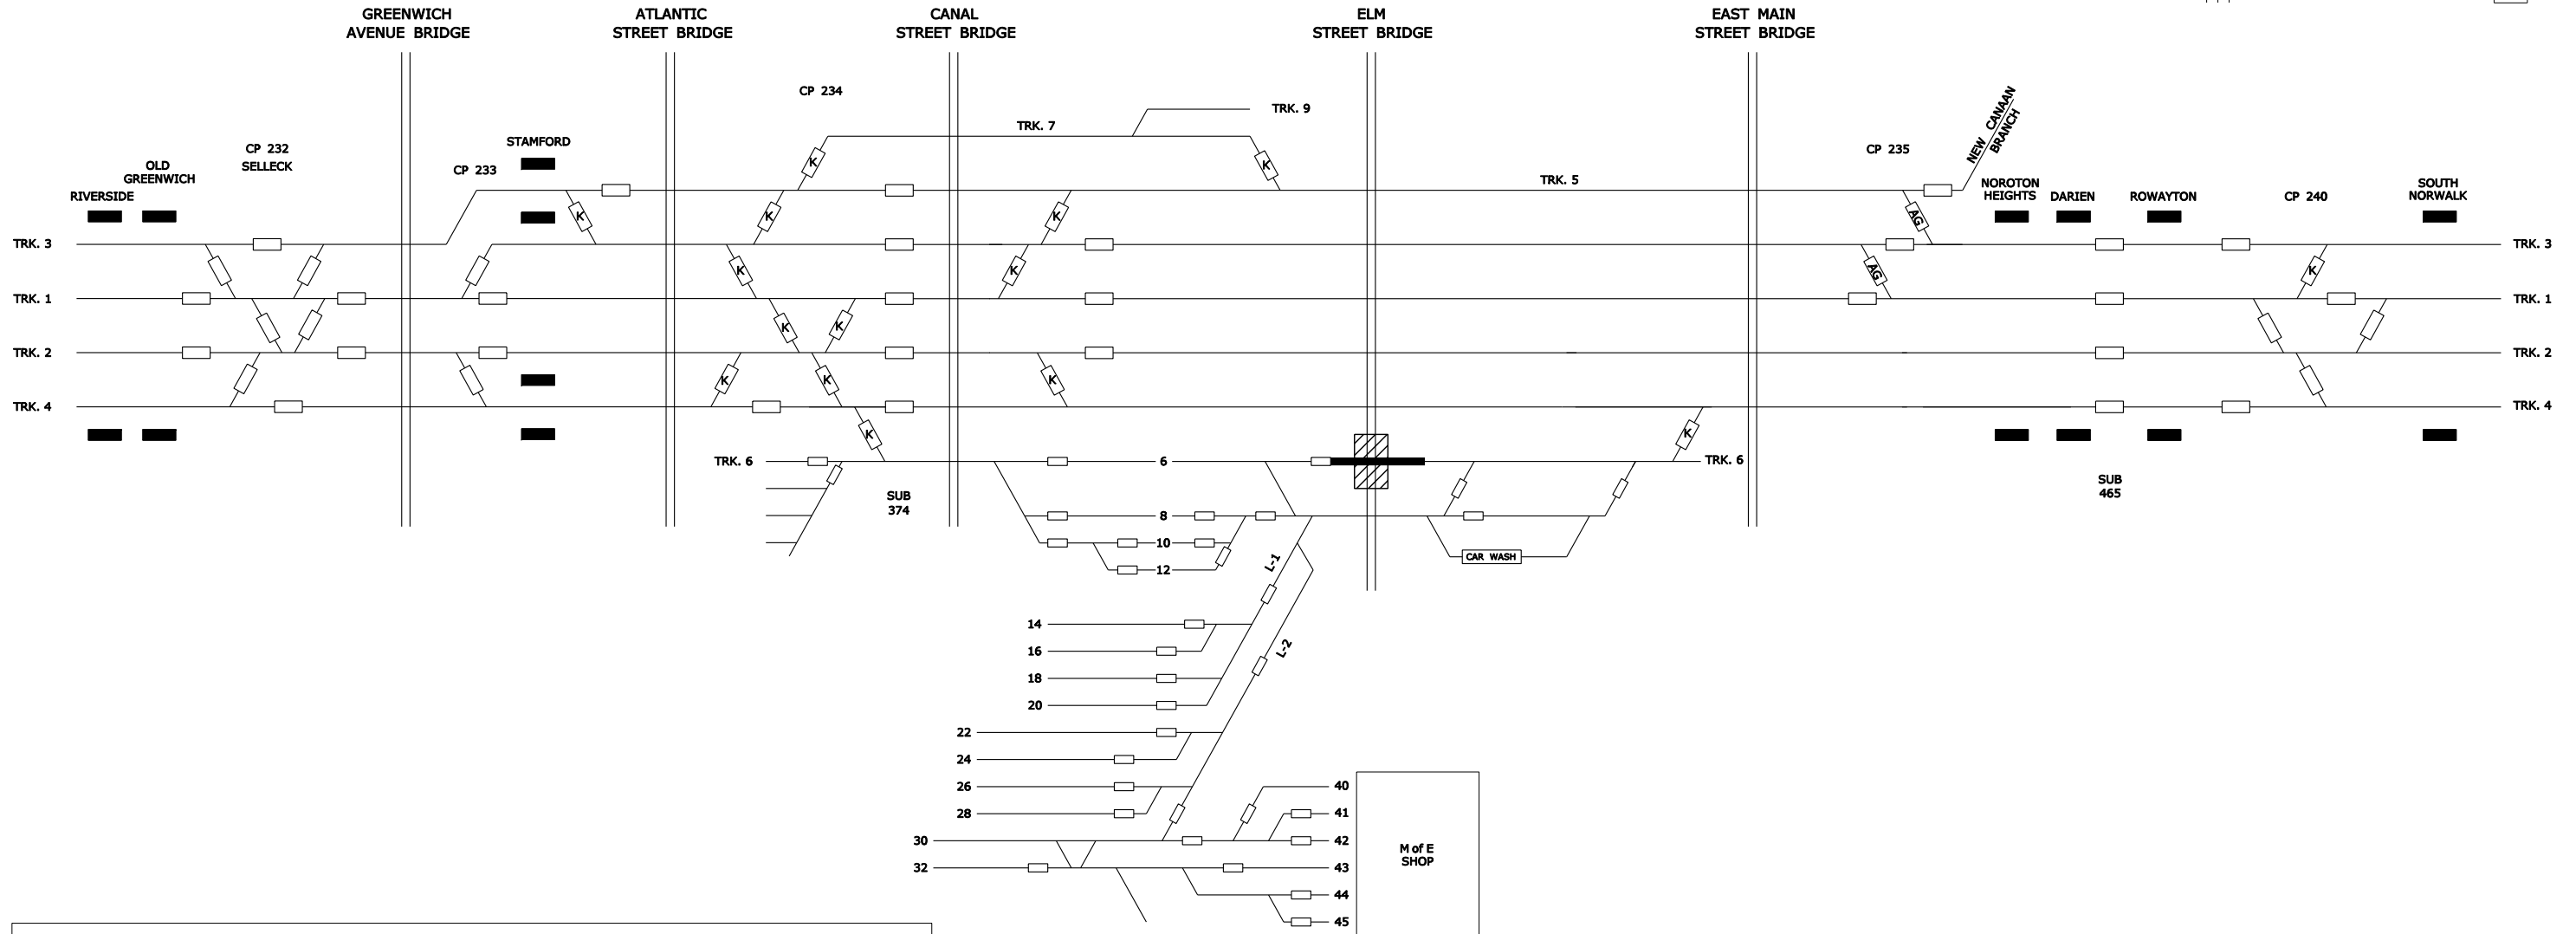 GREENWICH
AVENUE BRIDGE
ATLANTIC
STREET BRIDGE
CANAL
STREET BRIDGE
ELM
STREET BRIDGE
EAST MAIN
STREET BRIDGE
CP 234
TRK. 9
TRK. 7
NEW CANAAN
BRANCH
STAMFORD
CP 232
SELLECK
CP 233
CP 235
OLD
GREENWICH
RIVERSIDE
K
K
TRK. 5
NOROTON
HEIGHTS
DARIEN
ROWAYTON
CP 240
SOUTH
NORWALK
K
K
K
AG
TRK. 3
TRK. 3
K
K
AG
K
TRK. 1
TRK. 1
K
K
TRK. 2
TRK. 2
K
K
K
TRK. 4
TRK. 4
K
K
TRK. 6
6
TRK. 6
SUB
374
SUB
465
8
10
CAR WASH
12
L-1
14
16
L-2
18
20
22
24
26
40
28
41
30
42
M of E
SHOP
32
43
44
45